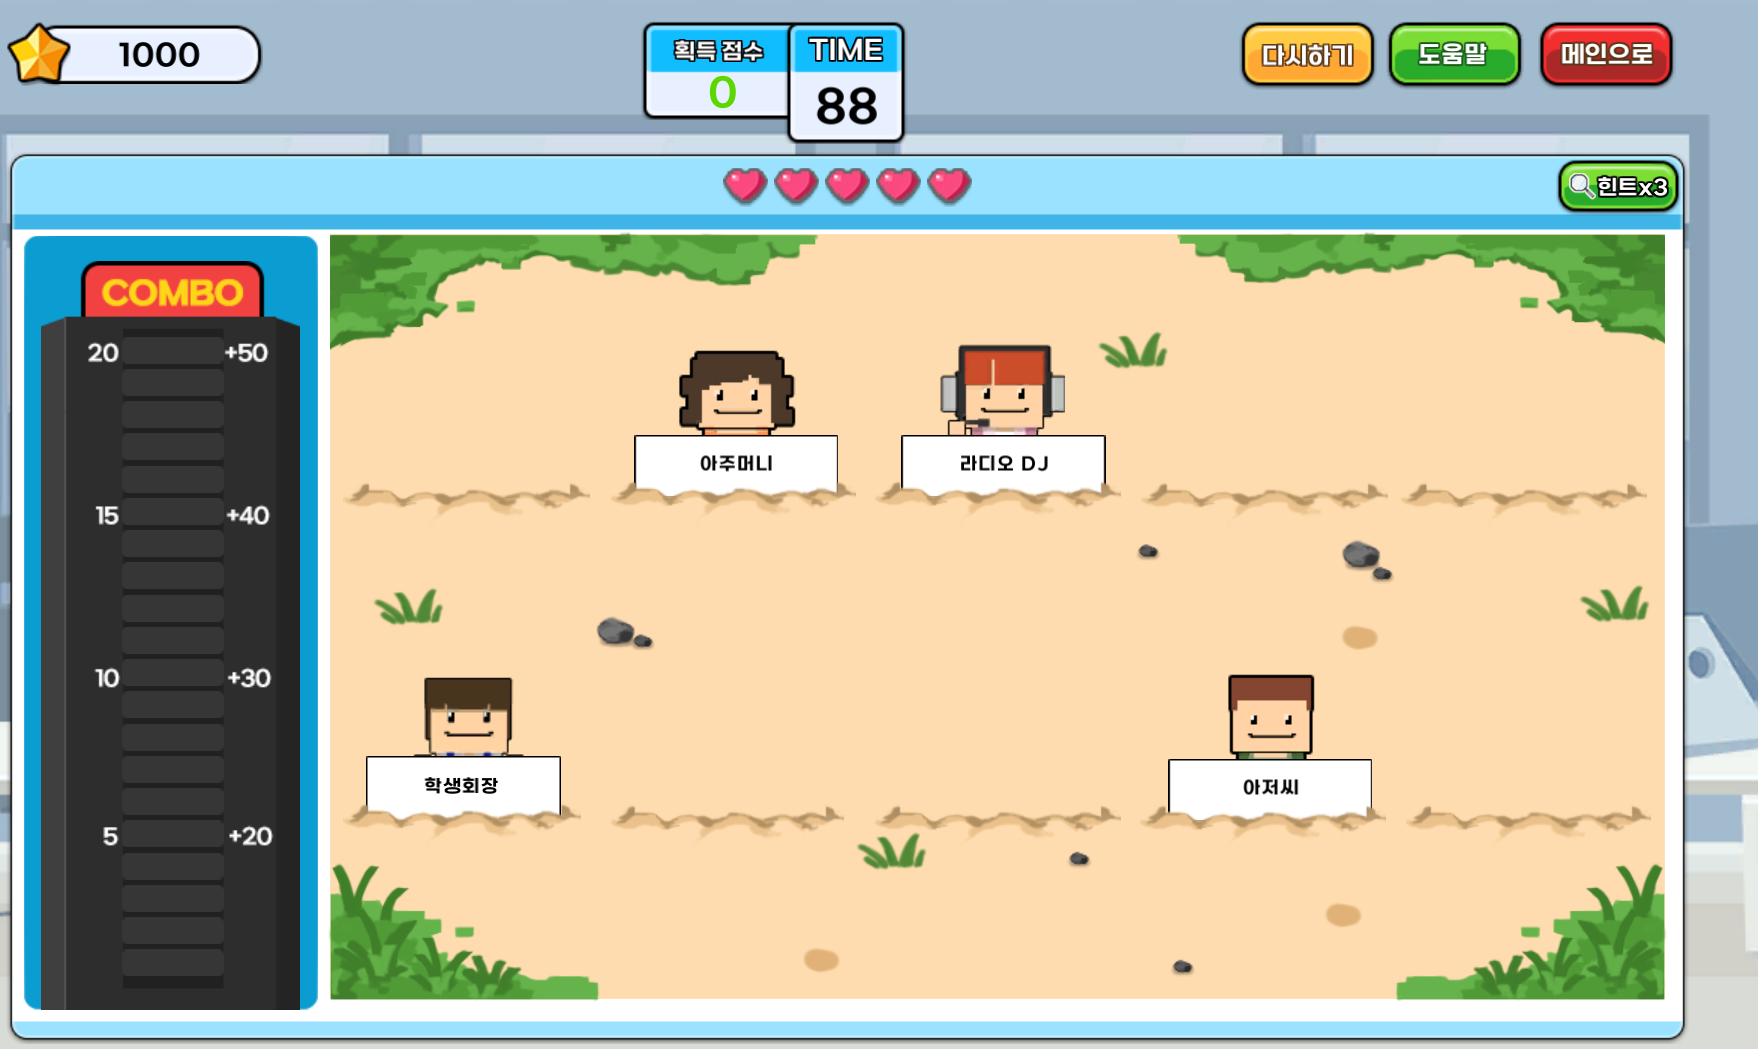 1000
획득 점수
0
TIME
88
다시하기
도움말
메인으로
힌트x3
COMBO
20 +50
15 +40
10 +30
5 +20
아주머니
라디오 DJ
학생회장
아저씨